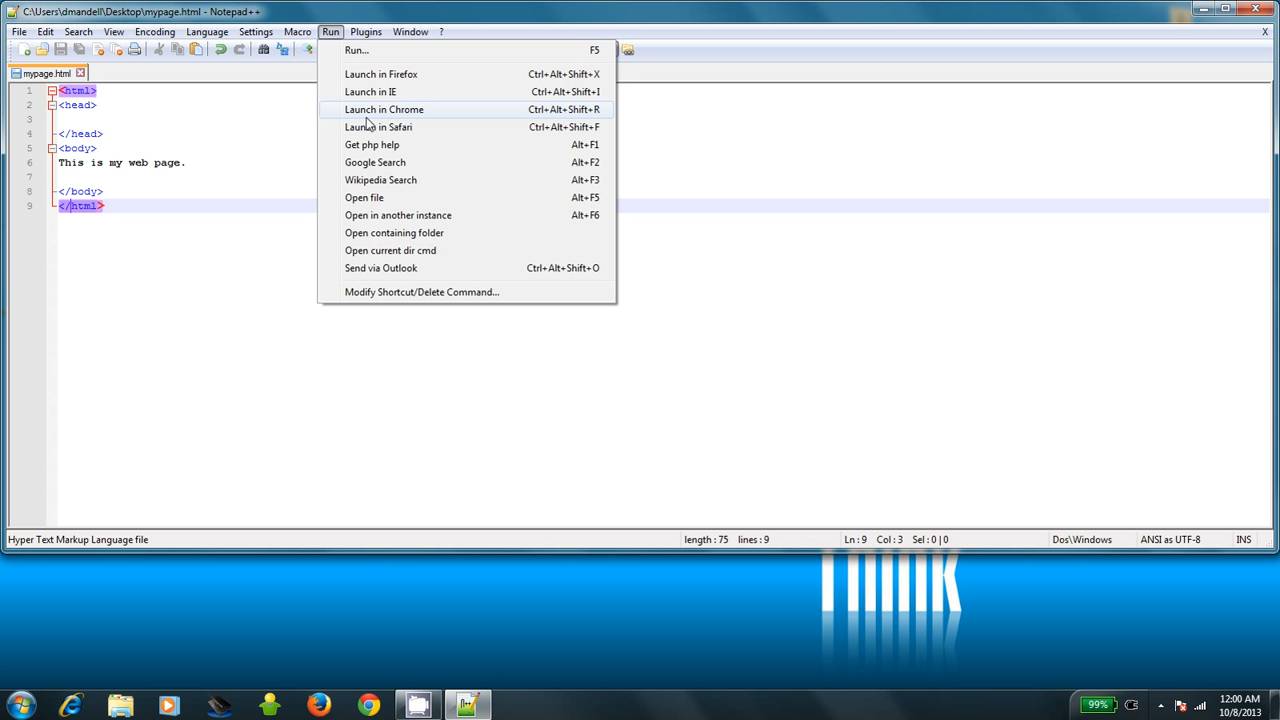 C:\Users\dmandell\Desktop\mypage.html - Notepad++
File Edit Search View Encoding Language Settings Macro Run Plugins Window ? X
mypage.html
Run... F5
Launch in Firefox Ctrl+Alt+Shift+X
Launch in IE Ctrl+Alt+Shift+I
Launch in Chrome Ctrl+Alt+Shift+R
Launch in Safari Ctrl+Alt+Shift+F
Get php help Alt+F1
Google Search Alt+F2
Wikipedia Search Alt+F3
Open file Alt+F5
Open in another instance Alt+F6
Open containing folder
Open current dir cmd
Send via Outlook Ctrl+Alt+Shift+O
Modify Shortcut/Delete Command...
1 <html>
2 <head>
3
4 </head>
5 <body>
6 This is my web page.
7
8 </body>
9 </html>
Hyper Text Markup Language file length : 75 lines : 9 Ln : 9 Col : 3 Sel : 0 | 0 Dos\Windows ANSI as UTF-8 INS
99% 12:00 AM
10/8/2013